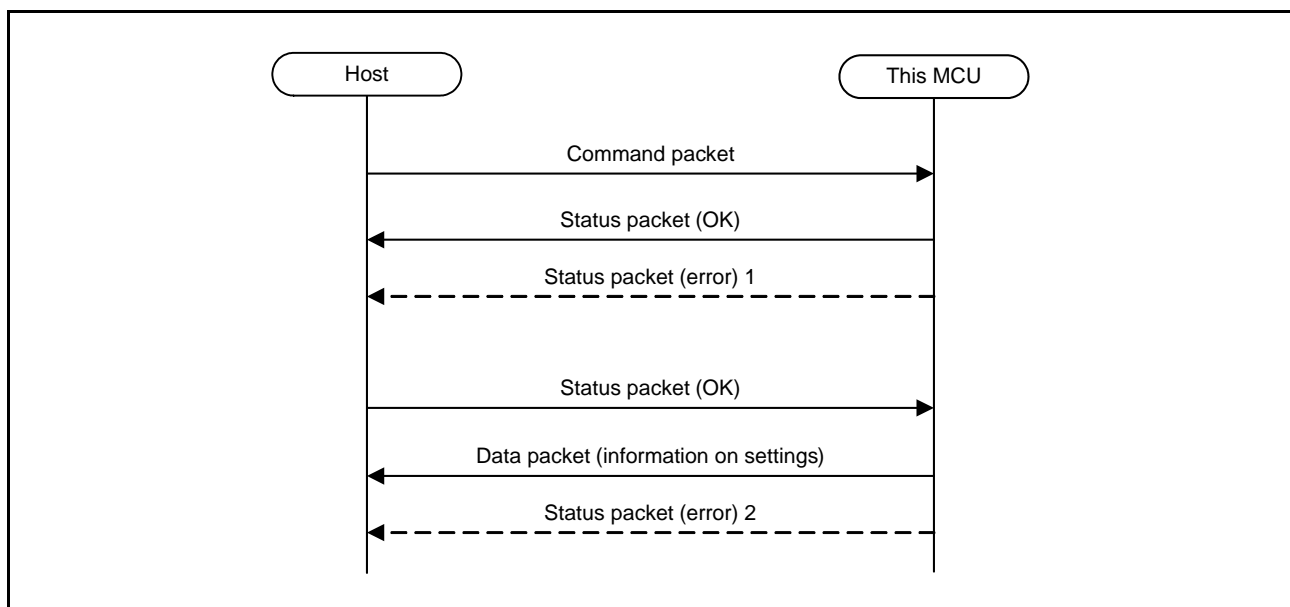 Host
This MCU
Command packet
Status packet (OK)
Status packet (error) 1
Status packet (OK)
Data packet (information on settings)
Status packet (error) 2